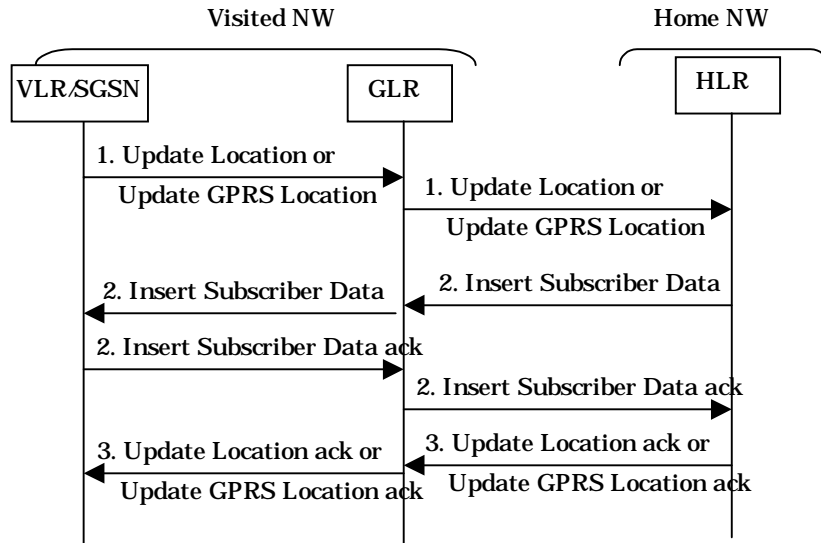 Visited NW
Home NW
VLR/SGSN
GLR
HLR
1. Update Location or
Update GPRS Location
1. Update Location or
Update GPRS Location
2. Insert Subscriber Data
2. Insert Subscriber Data
2. Insert Subscriber Data ack
2. Insert Subscriber Data ack
3. Update Location ack or
Update GPRS Location ack
3. Update Location ack or
Update GPRS Location ack